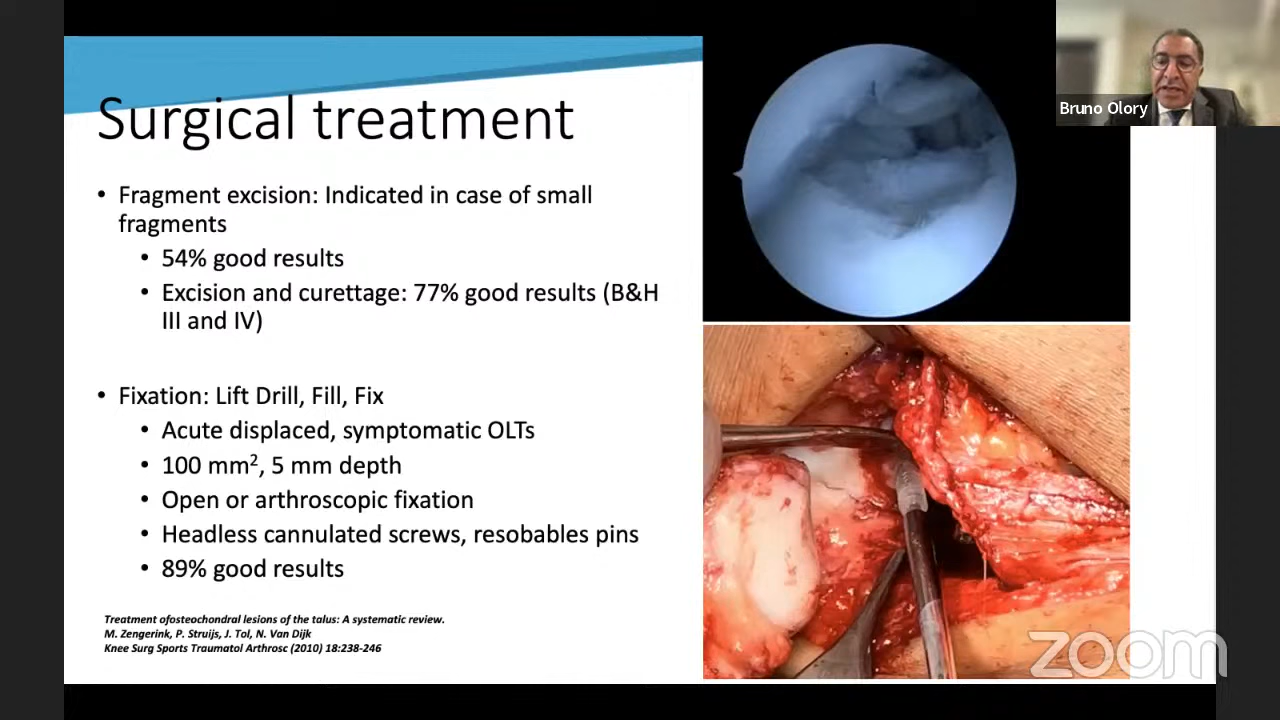 Bruno Olory
Surgical treatment
• Fragment excision: Indicated in case of small
fragments
• 54% good results
• Excision and curettage: 77% good results (B&H
III and IV)
• Fixation: Lift Drill, Fill, Fix
• Acute displaced, symptomatic OLTs
• 100 mm², 5 mm depth
• Open or arthroscopic fixation
• Headless cannulated screws, resobables pins
• 89% good results
Treatment ofosteochondral lesions of the talus: A systematic review.
M. Zengerink, P. Struijs, J. Tol, N. Van Dijk
Knee Surg Sports Traumatol Arthrosc (2010) 18:238-246
zoom